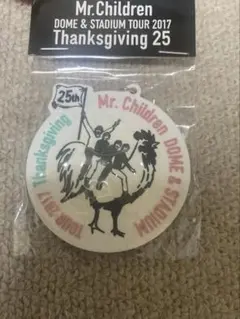 Mr.Children
DOME & STADIUM TOUR 2017
Thanksgiving 25
25th
Mr. Children DOME & STADIUM
TOUR 2017 Thanksgiving